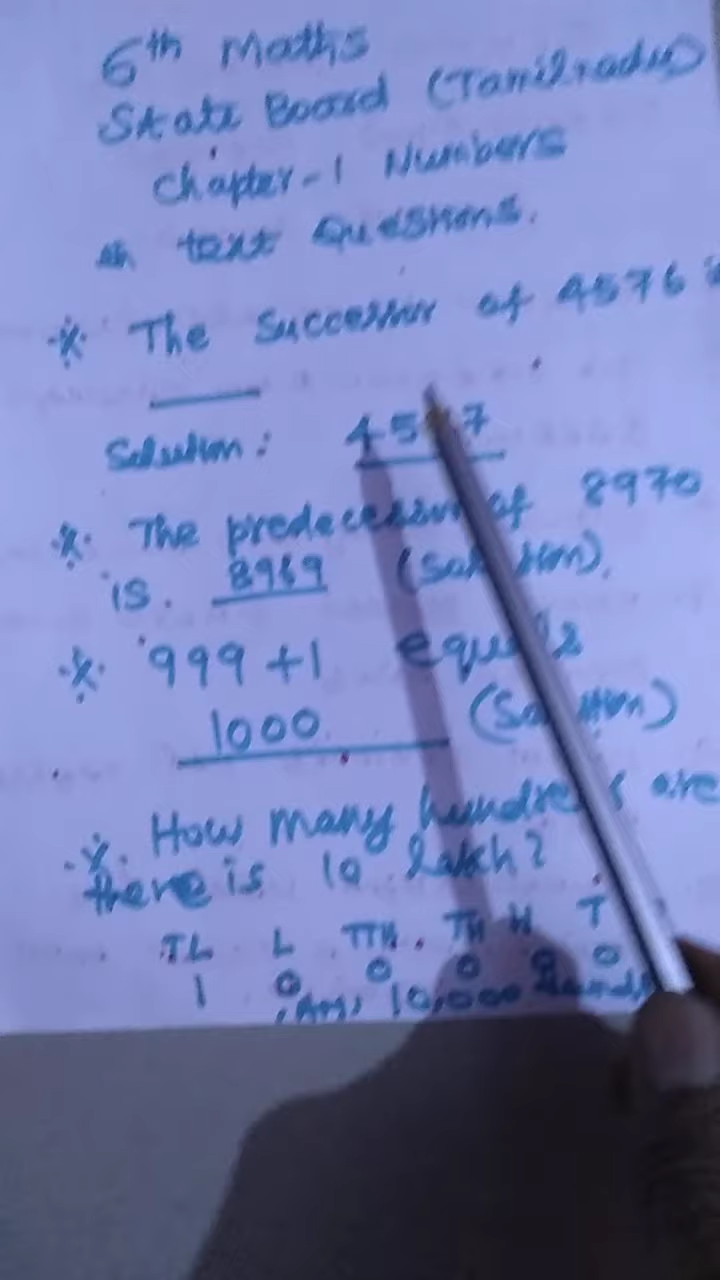 6th Maths
State Board (Tamilnadu)
Chapter-1 Numbers
text Questions.
The Successor of 4576
Solution: 4577
The predecessor of 8970
is. 8969 (Solution).
999 +1 equals
1000 (Solution)
How many hundreds are
there is 10 lakh?
TL L TTH. TH H T
1 0 0 0 0 0
Ans 10,000